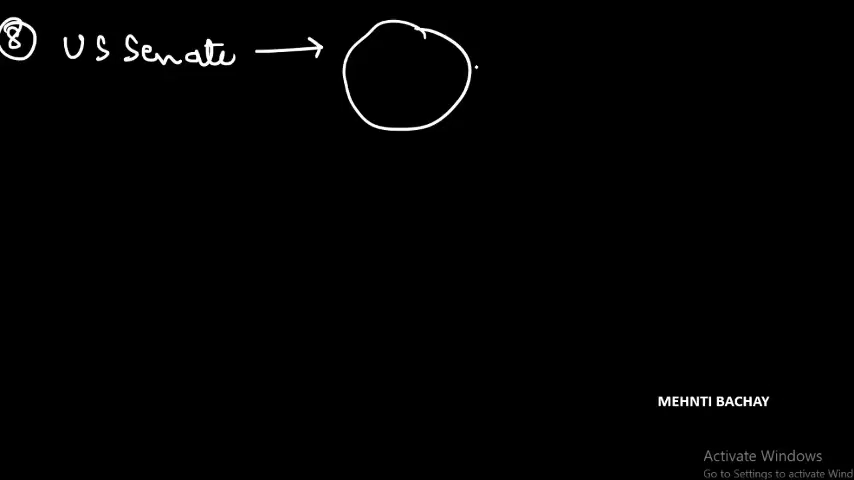 8 US Senate →
MEHNTI BACHAY
Activate Windows
Go to Settings to activate Wind